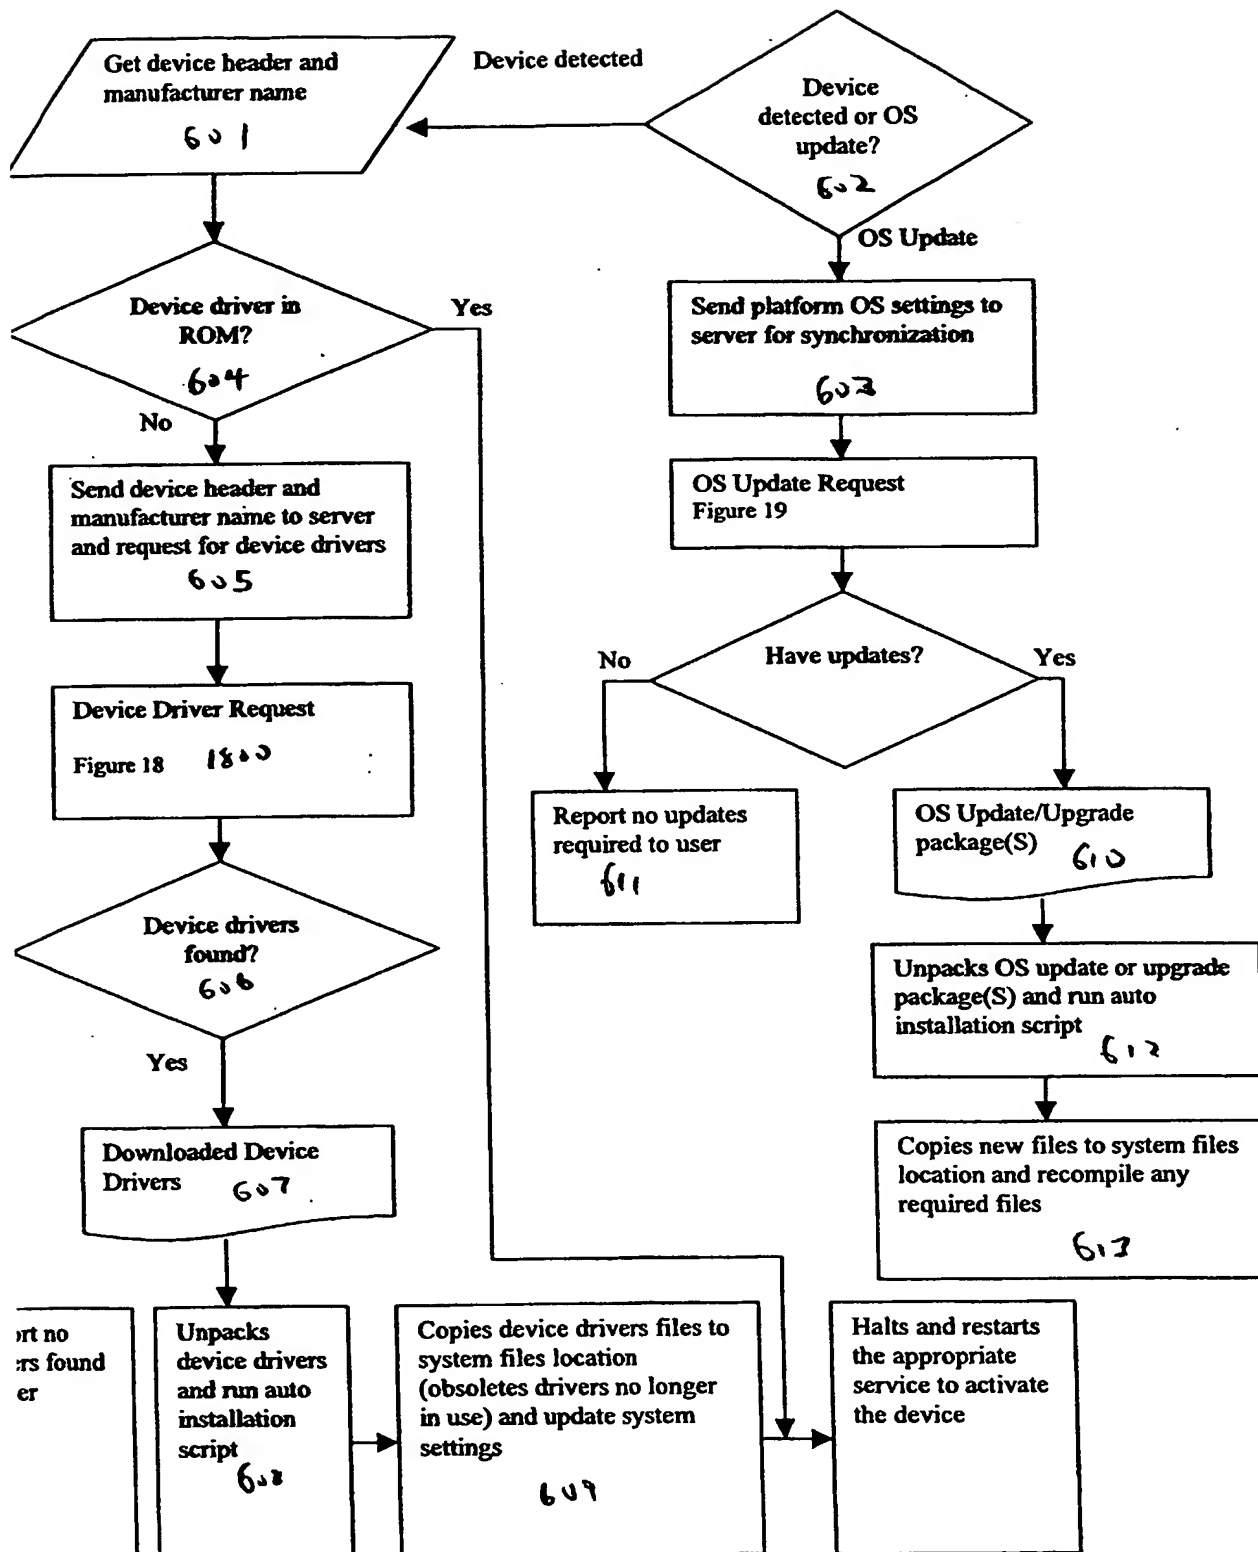 Get device header and
manufacturer name
601
Device detected
Device
detected or OS
update?
602
OS Update
Device driver in
ROM?
604
Yes
No
Send platform OS settings to
server for synchronization
603
Send device header and
manufacturer name to server
and request for device drivers
605
OS Update Request
Figure 19
Device Driver Request
Figure 18 1800
Have updates?
No
Yes
Report no updates
required to user
611
OS Update/Upgrade
package(S) 610
Device drivers
found?
606
Yes
Unpacks OS update or upgrade
package(S) and run auto
installation script
612
Downloaded Device
Drivers 607
Copies new files to system files
location and recompile any
required files
613
ort no
ers found
er
Unpacks
device drivers
and run auto
installation
script
608
Copies device drivers files to
system files location
(obsoletes drivers no longer
in use) and update system
settings
609
Halts and restarts
the appropriate
service to activate
the device